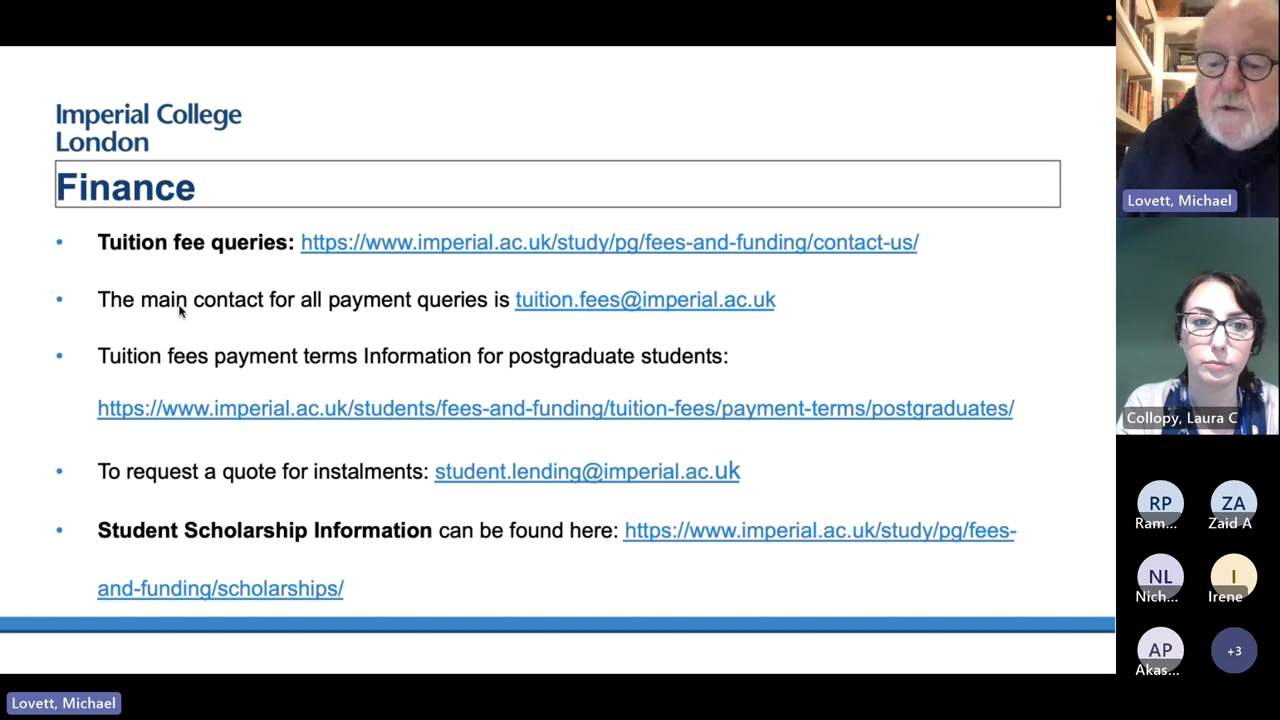 Imperial College
London
Finance
• Tuition fee queries: https://www.imperial.ac.uk/study/pg/fees-and-funding/contact-us/
• The main contact for all payment queries is tuition.fees@imperial.ac.uk
• Tuition fees payment terms Information for postgraduate students:
https://www.imperial.ac.uk/students/fees-and-funding/tuition-fees/payment-terms/postgraduates/
• To request a quote for instalments: student.lending@imperial.ac.uk
• Student Scholarship Information can be found here: https://www.imperial.ac.uk/study/pg/fees-
and-funding/scholarships/
Lovett, Michael
Collopy, Laura C
RP
Ram...
ZA
Zaid A
NL
Nich...
I
Irene
AP
Akas...
+3
Lovett, Michael